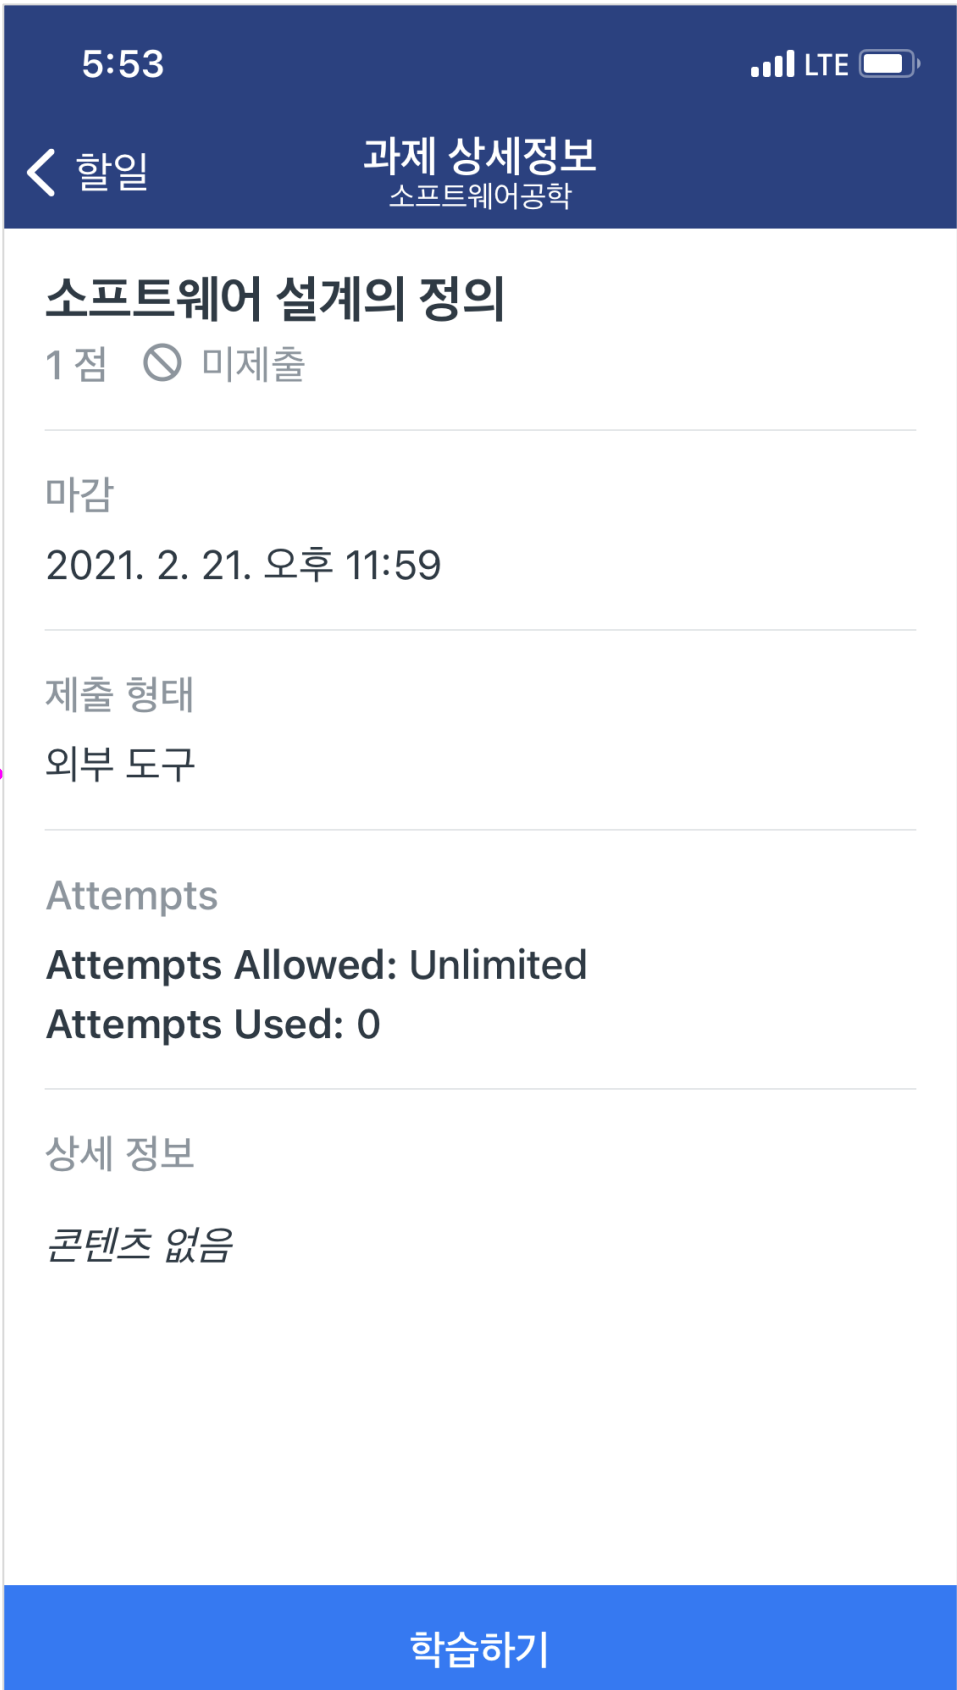 5:53 LTE
할일
과제 상세정보
소프트웨어공학
소프트웨어 설계의 정의
1 점 미제출
마감
2021. 2. 21. 오후 11:59
제출 형태
외부 도구
Attempts
Attempts Allowed: Unlimited
Attempts Used: 0
상세 정보
콘텐츠 없음
학습하기